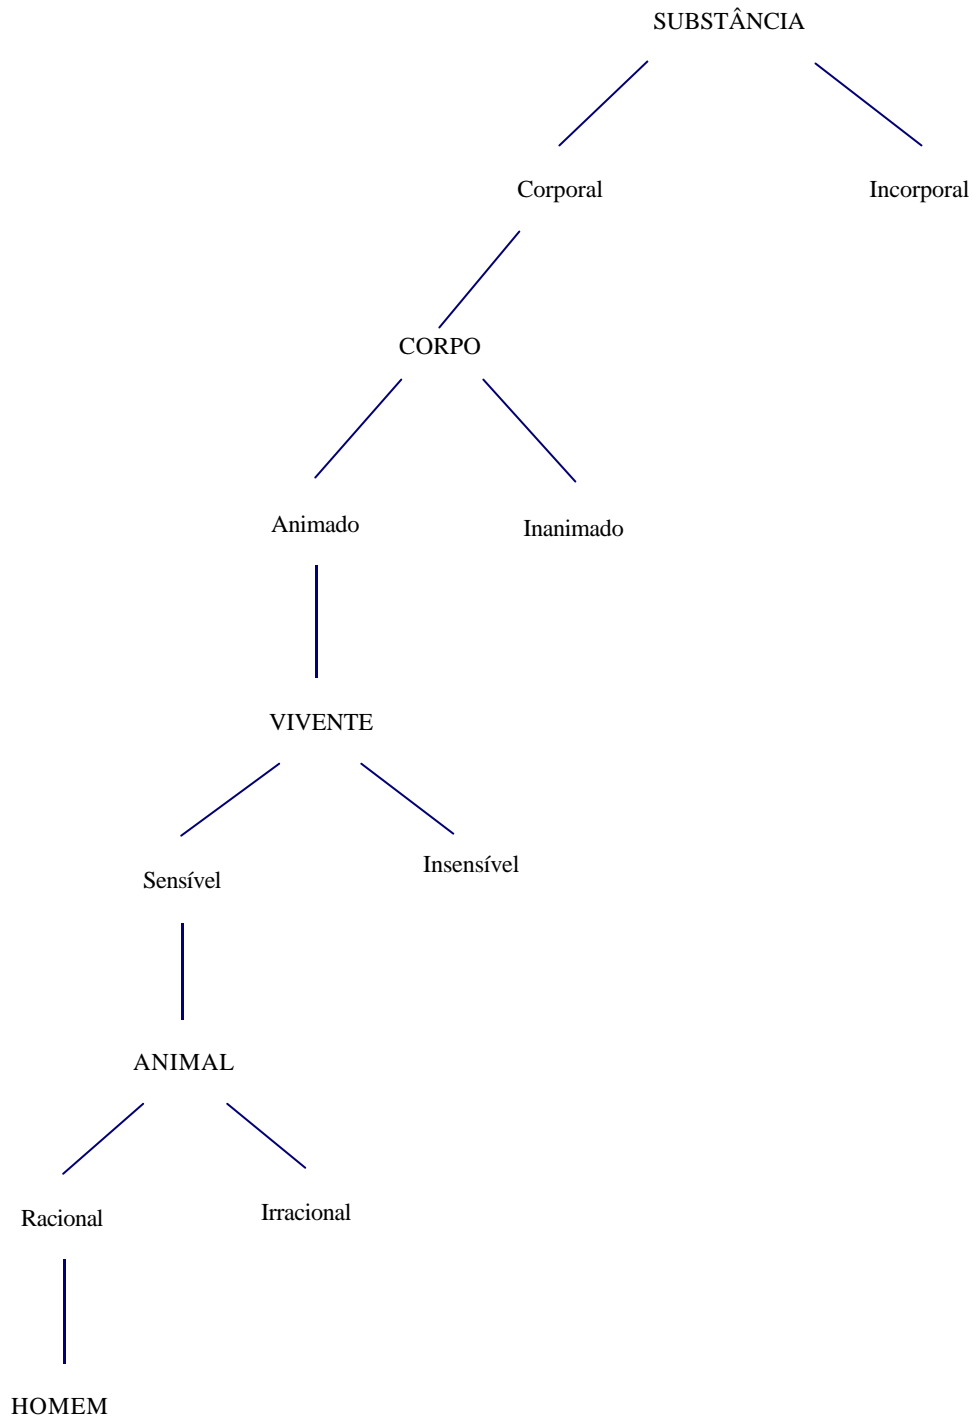 SUBSTÂNCIA
Corporal
Incorporal
CORPO
Animado
Inanimado
VIVENTE
Sensível
Insensível
ANIMAL
Racional
Irracional
HOMEM